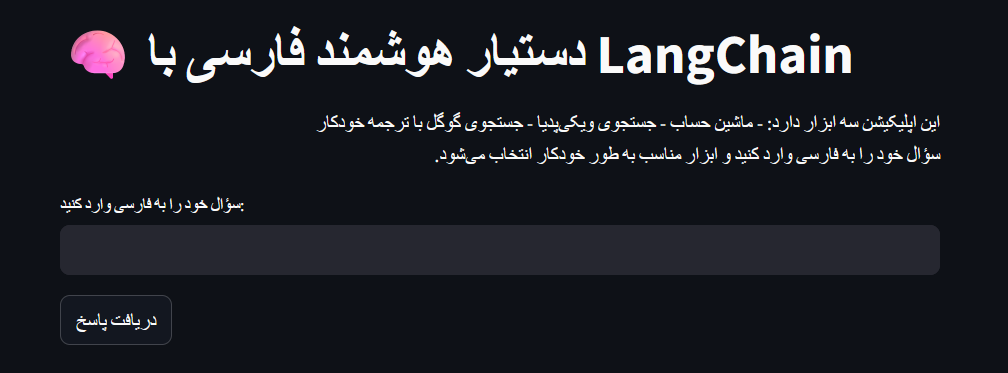 🧠 دستیار هوشمند فارسی با LangChain
این اپلیکیشن سه ابزار دارد: - ماشین حساب - جستجوی ویکی‌پدیا - جستجوی گوگل با ترجمه خودکار
سؤال خود را به فارسی وارد کنید و ابزار مناسب به طور خودکار انتخاب می‌شود.
سؤال خود را به فارسی وارد کنید:
دریافت پاسخ